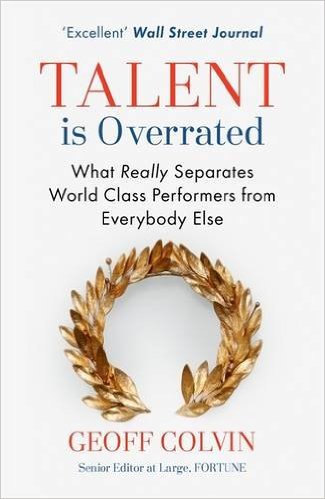 ‘Excellent’ Wall Street Journal
TALENT
is Overrated
What Really Separates
World Class Performers from
Everybody Else
GEOFF COLVIN
Senior Editor at Large, FORTUNE